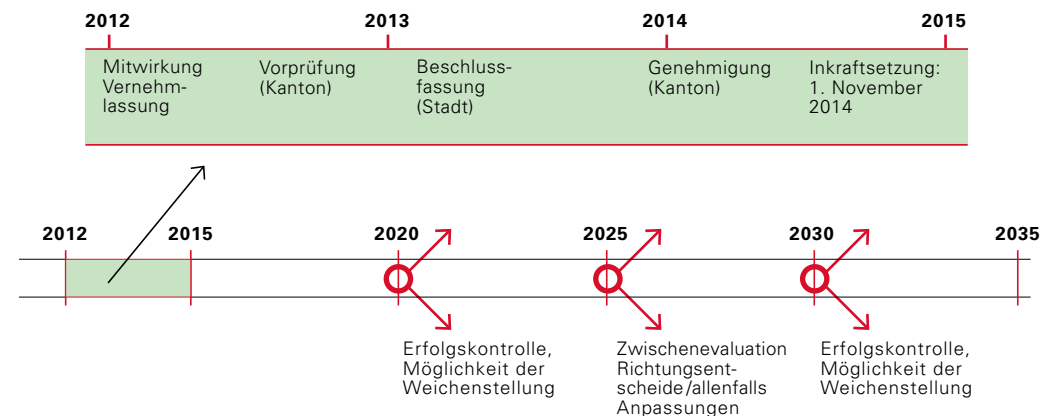 2012 2013 2014 2015
Mitwirkung
Vernehm-
lassung
Vorprüfung
(Kanton)
Beschluss-
fassung
(Stadt)
Genehmigung
(Kanton)
Inkraftsetzung:
1. November
2014
2012 2015 2020 2025 2030 2035
Erfolgskontrolle,
Möglichkeit der
Weichenstellung
Zwischenevaluation
Richtungsent-
scheide/allenfalls
Anpassungen
Erfolgskontrolle,
Möglichkeit der
Weichenstellung